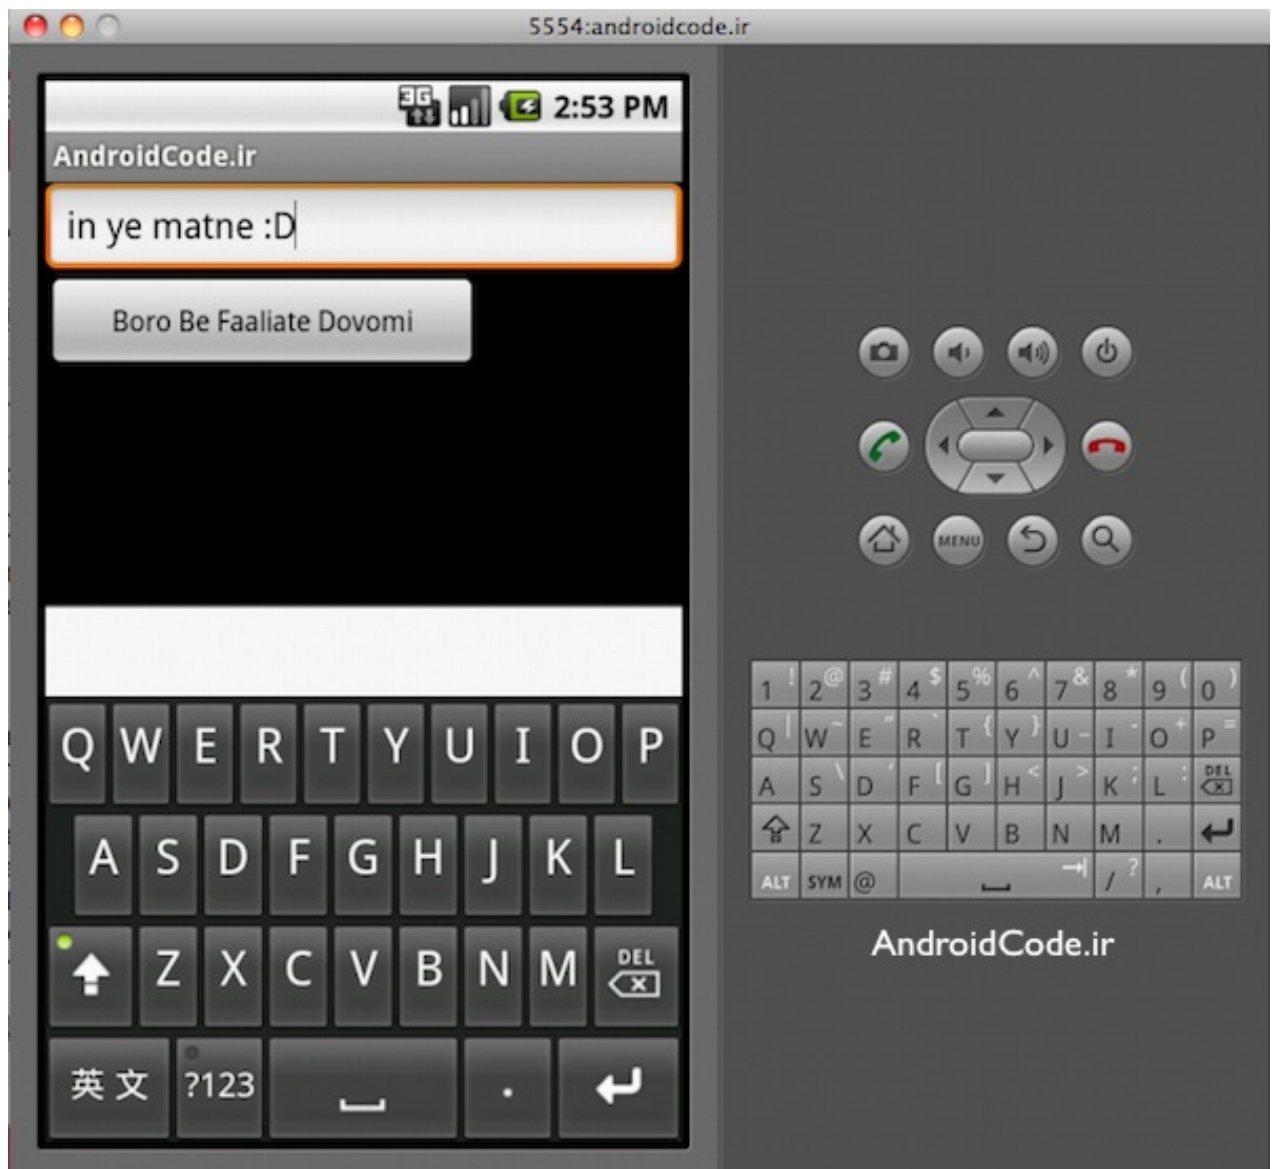 5554:androidcode.ir
3G 2:53 PM
AndroidCode.ir
in ye matne :D
Boro Be Faaliate Dovomi
Q W E R T Y U I O P
A S D F G H J K L
Z X C V B N M DEL
英文 ?123 .
MENU
1 ! 2 @ 3 # 4 $ 5 % 6 ^ 7 & 8 * 9 ( 0 )
Q | W ~ E " R ` T { Y } U _ I - O + P =
A S \ D ' F [ G ] H < J > K ; L : DEL
Z X C V B N M .
ALT SYM @ / ? , ALT
AndroidCode.ir